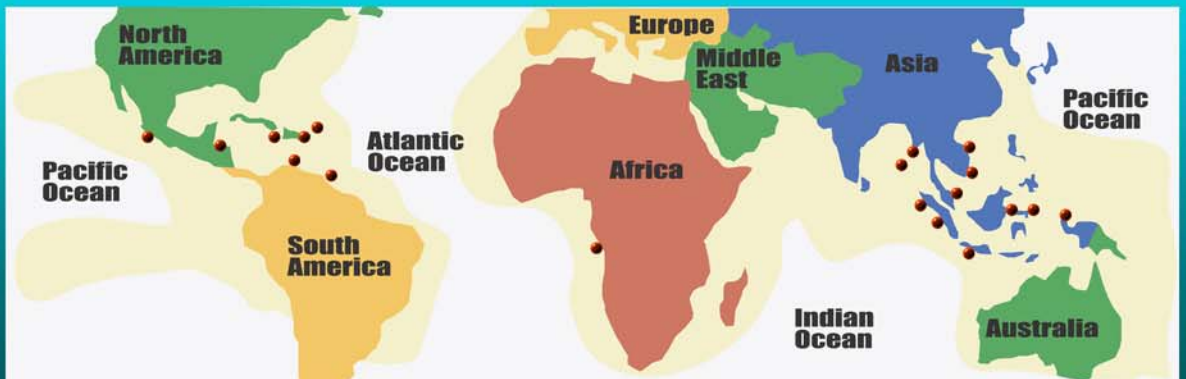 North
America
Europe
Middle
East
Asia
Pacific
Ocean
Atlantic
Ocean
Pacific
Ocean
Africa
South
America
Indian
Ocean
Australia